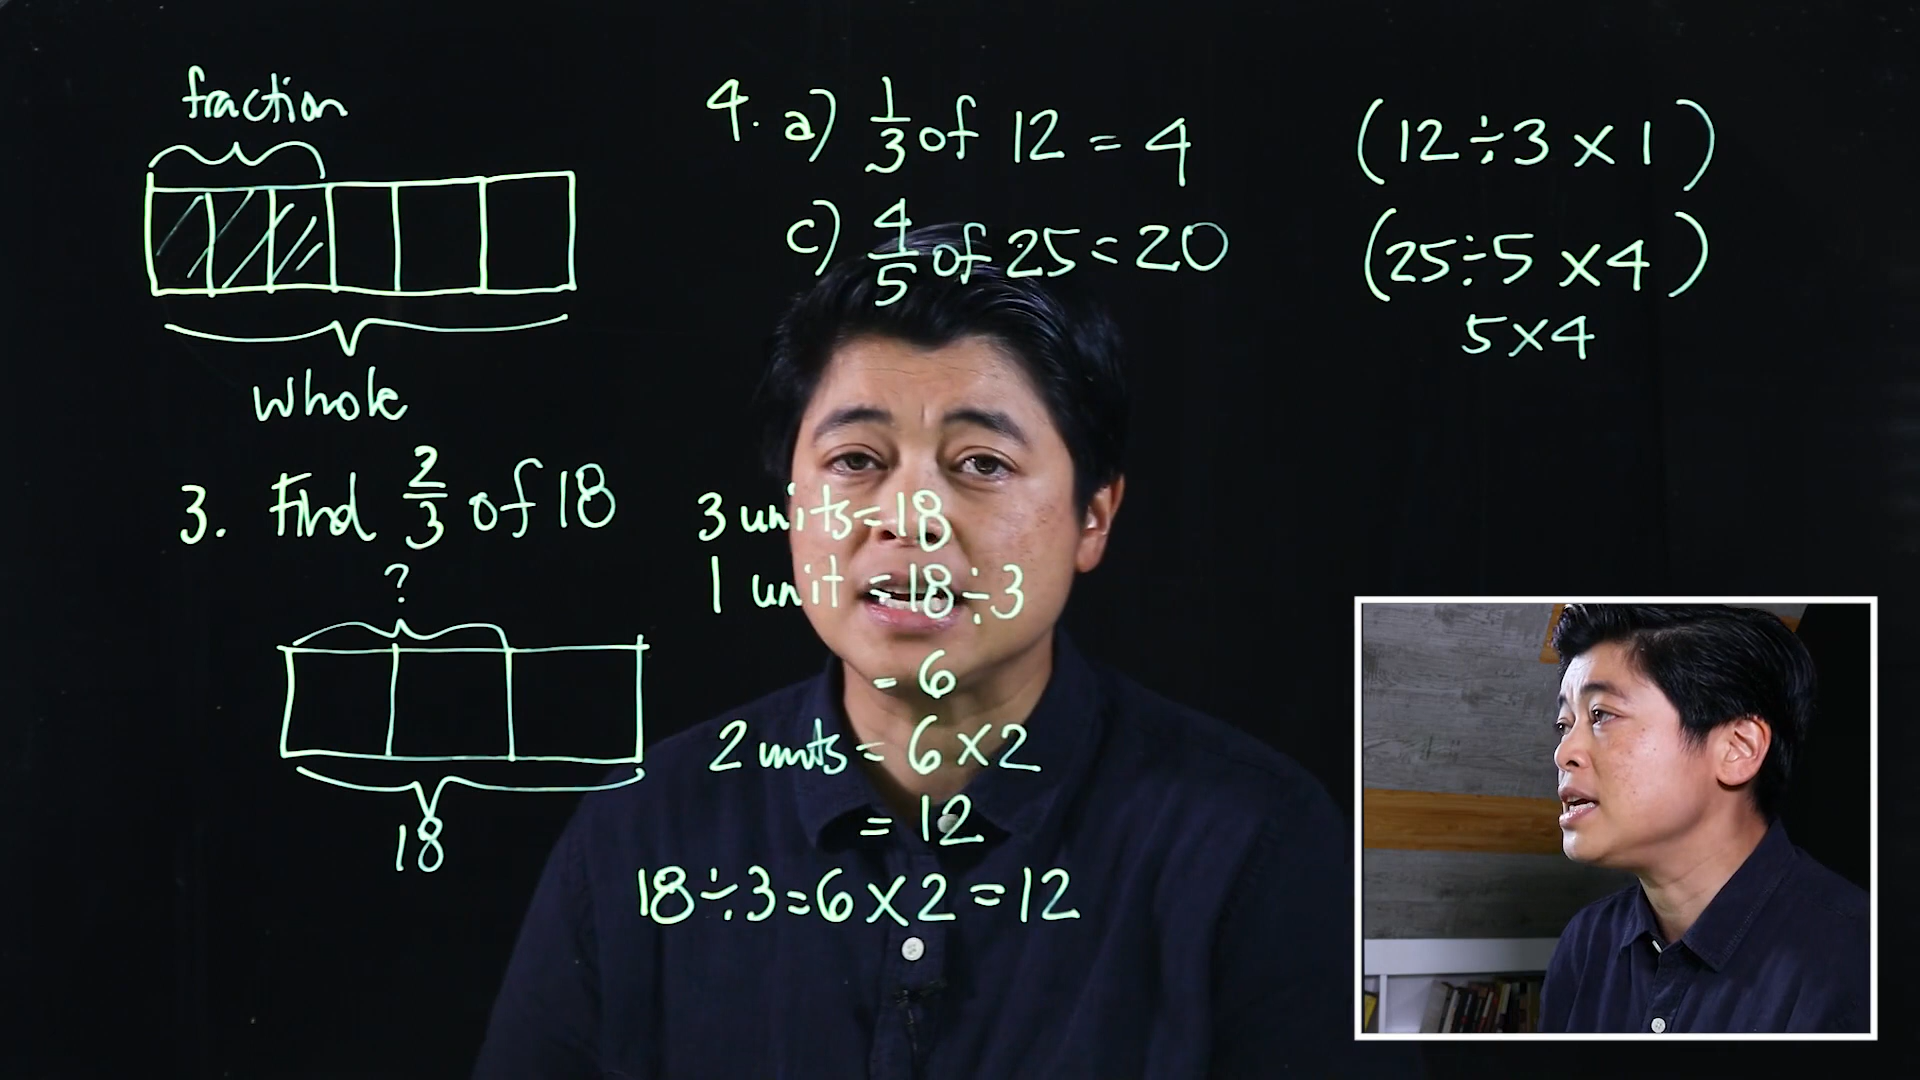 fraction
whole
3. Find 2/3 of 18
?
18
3 units = 18
1 unit = 18 ÷ 3
= 6
2 units = 6 × 2
= 12
18 ÷ 3 = 6 × 2 = 12
4. a) 1/3 of 12 = 4 (12 ÷ 3 × 1)
c) 4/5 of 25 = 20 (25 ÷ 5 × 4)
5 × 4